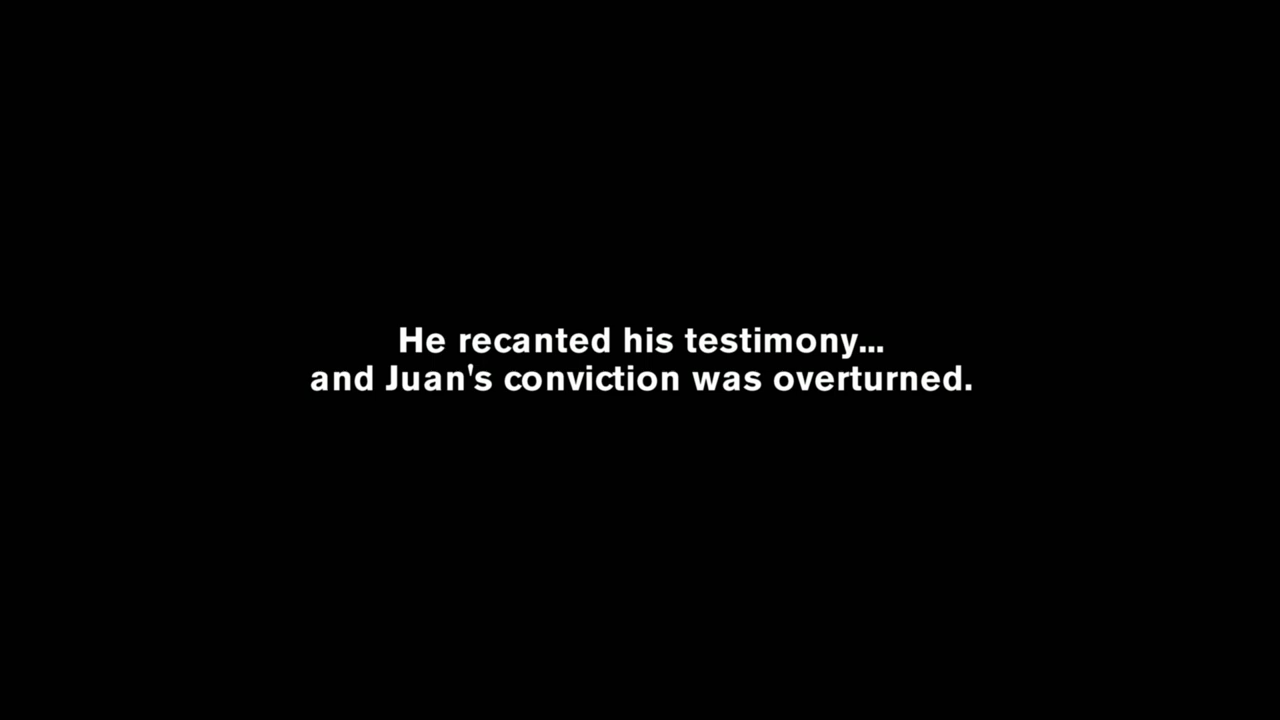 He recanted his testimony...
and Juan's conviction was overturned.